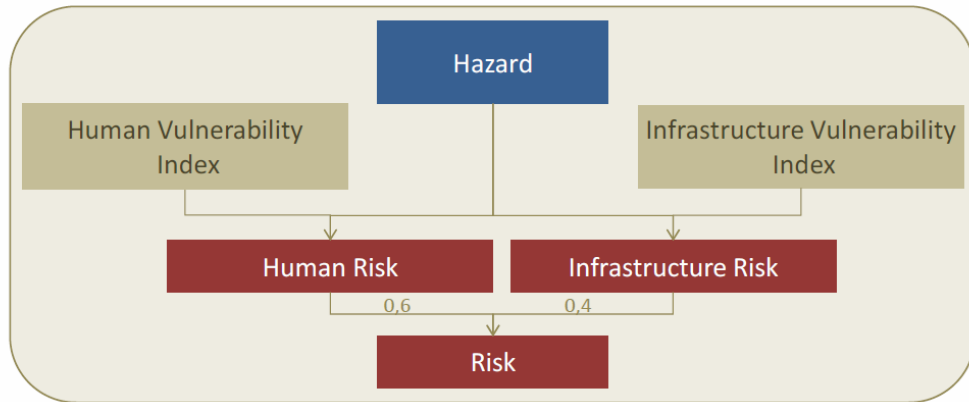 Hazard
Human Vulnerability
Index
Infrastructure Vulnerability
Index
Human Risk
Infrastructure Risk
0,6
0,4
Risk